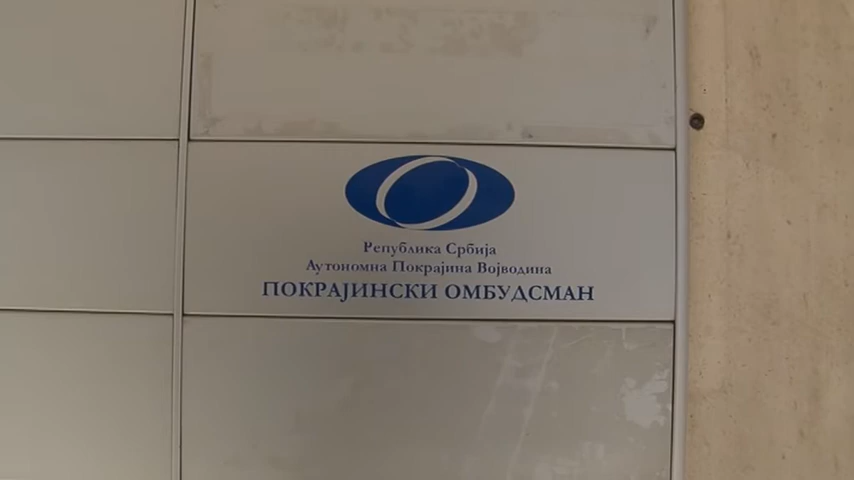 Република Србија
Аутономна Покрајина Војводина
ПОКРАЈИНСКИ ОМБУДСМАН